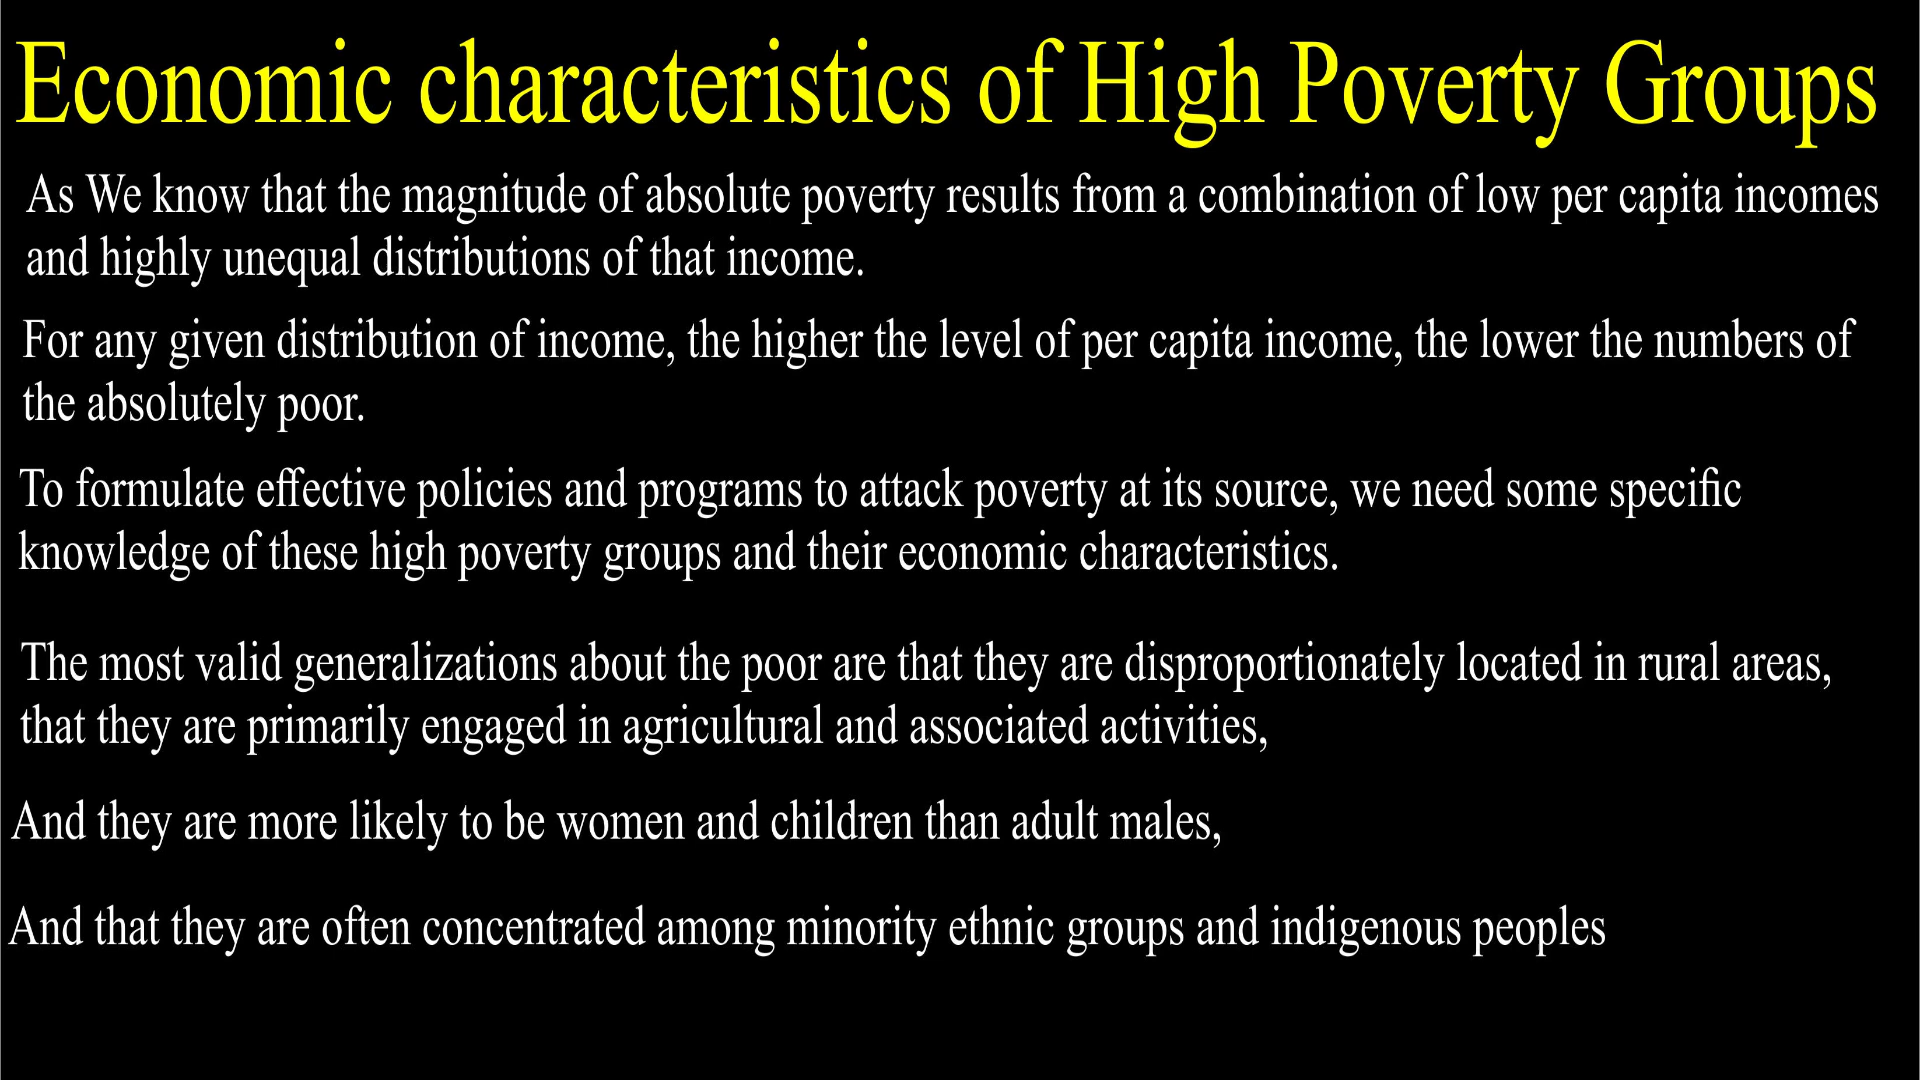 Economic characteristics of High Poverty Groups
As We know that the magnitude of absolute poverty results from a combination of low per capita incomes
and highly unequal distributions of that income.
For any given distribution of income, the higher the level of per capita income, the lower the numbers of
the absolutely poor.
To formulate effective policies and programs to attack poverty at its source, we need some specific
knowledge of these high poverty groups and their economic characteristics.
The most valid generalizations about the poor are that they are disproportionately located in rural areas,
that they are primarily engaged in agricultural and associated activities,
And they are more likely to be women and children than adult males,
And that they are often concentrated among minority ethnic groups and indigenous peoples